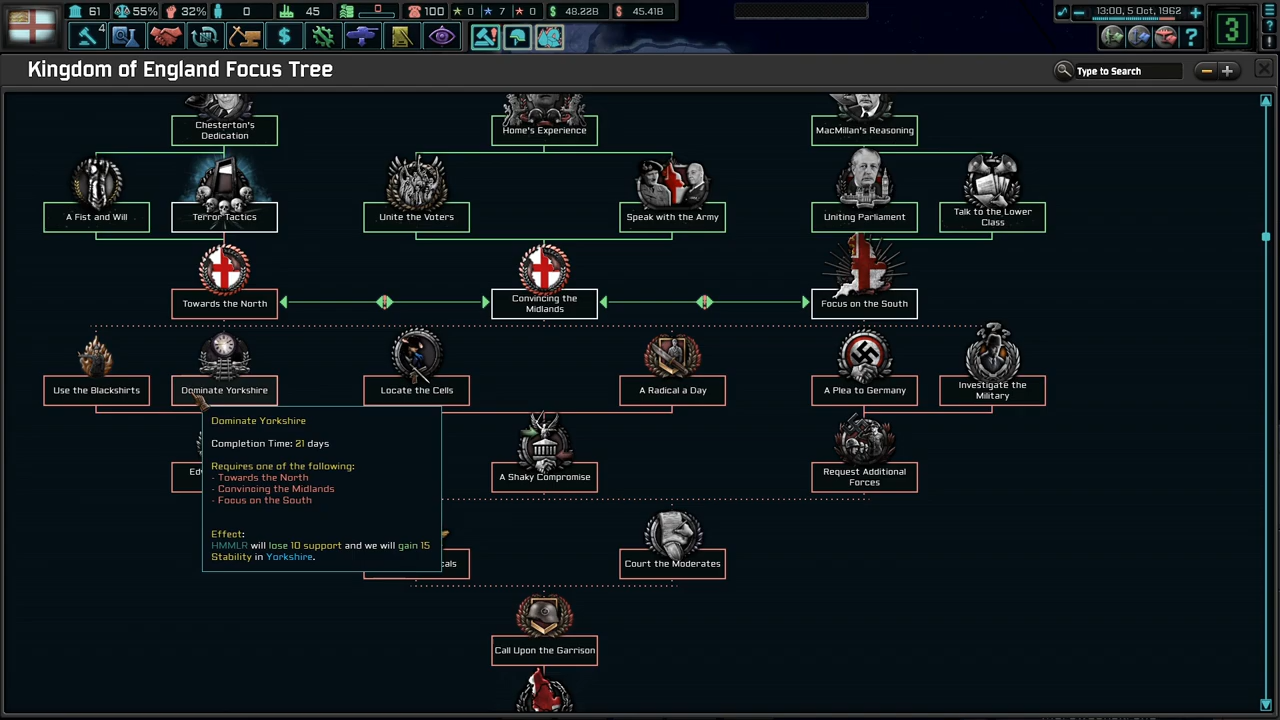 61 55% 32% 0 45 100 0 7 0 48.22B 45.41B
13:00, 5 Oct, 1962
3
4
Kingdom of England Focus Tree
Type to Search
Chesterton's
Dedication
Home's Experience
MacMillan's Reasoning
A Fist and Will
Terror Tactics
Unite the Voters
Speak with the Army
Uniting Parliament
Talk to the Lower
Class
Towards the North
Convincing the
Midlands
Focus on the South
Use the Blackshirts
Dominate Yorkshire
Locate the Cells
A Radical a Day
A Plea to Germany
Investigate the
Military
Dominate Yorkshire
Completion Time: 21 days
Requires one of the following:
- Towards the North
- Convincing the Midlands
- Focus on the South
Effect:
HMMLR will lose 10 support and we will gain 15
Stability in Yorkshire.
A Shaky Compromise
Request Additional
Forces
Court the Moderates
Call Upon the Garrison